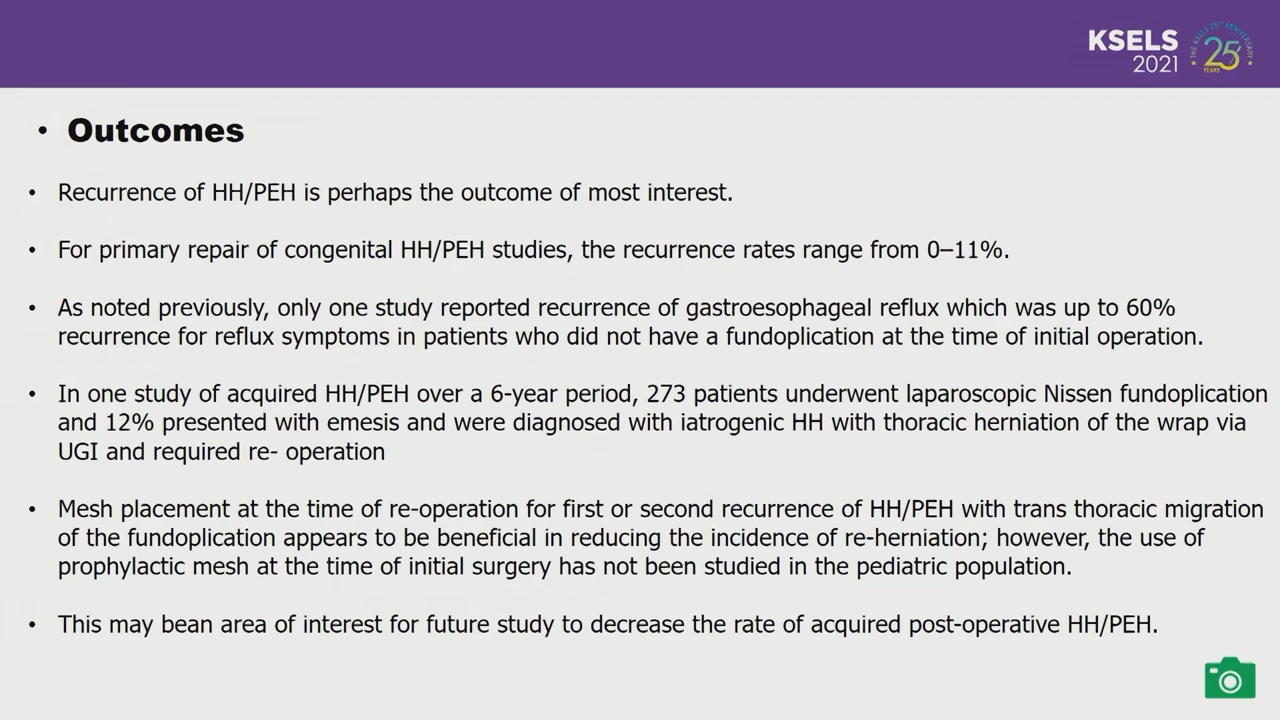 KSELS
2021
THE KSELS 25TH ANNIVERSARY
25
YEARS
• Outcomes
• Recurrence of HH/PEH is perhaps the outcome of most interest.
• For primary repair of congenital HH/PEH studies, the recurrence rates range from 0–11%.
• As noted previously, only one study reported recurrence of gastroesophageal reflux which was up to 60%
recurrence for reflux symptoms in patients who did not have a fundoplication at the time of initial operation.
• In one study of acquired HH/PEH over a 6-year period, 273 patients underwent laparoscopic Nissen fundoplication
and 12% presented with emesis and were diagnosed with iatrogenic HH with thoracic herniation of the wrap via
UGI and required re- operation
• Mesh placement at the time of re-operation for first or second recurrence of HH/PEH with trans thoracic migration
of the fundoplication appears to be beneficial in reducing the incidence of re-herniation; however, the use of
prophylactic mesh at the time of initial surgery has not been studied in the pediatric population.
• This may bean area of interest for future study to decrease the rate of acquired post-operative HH/PEH.